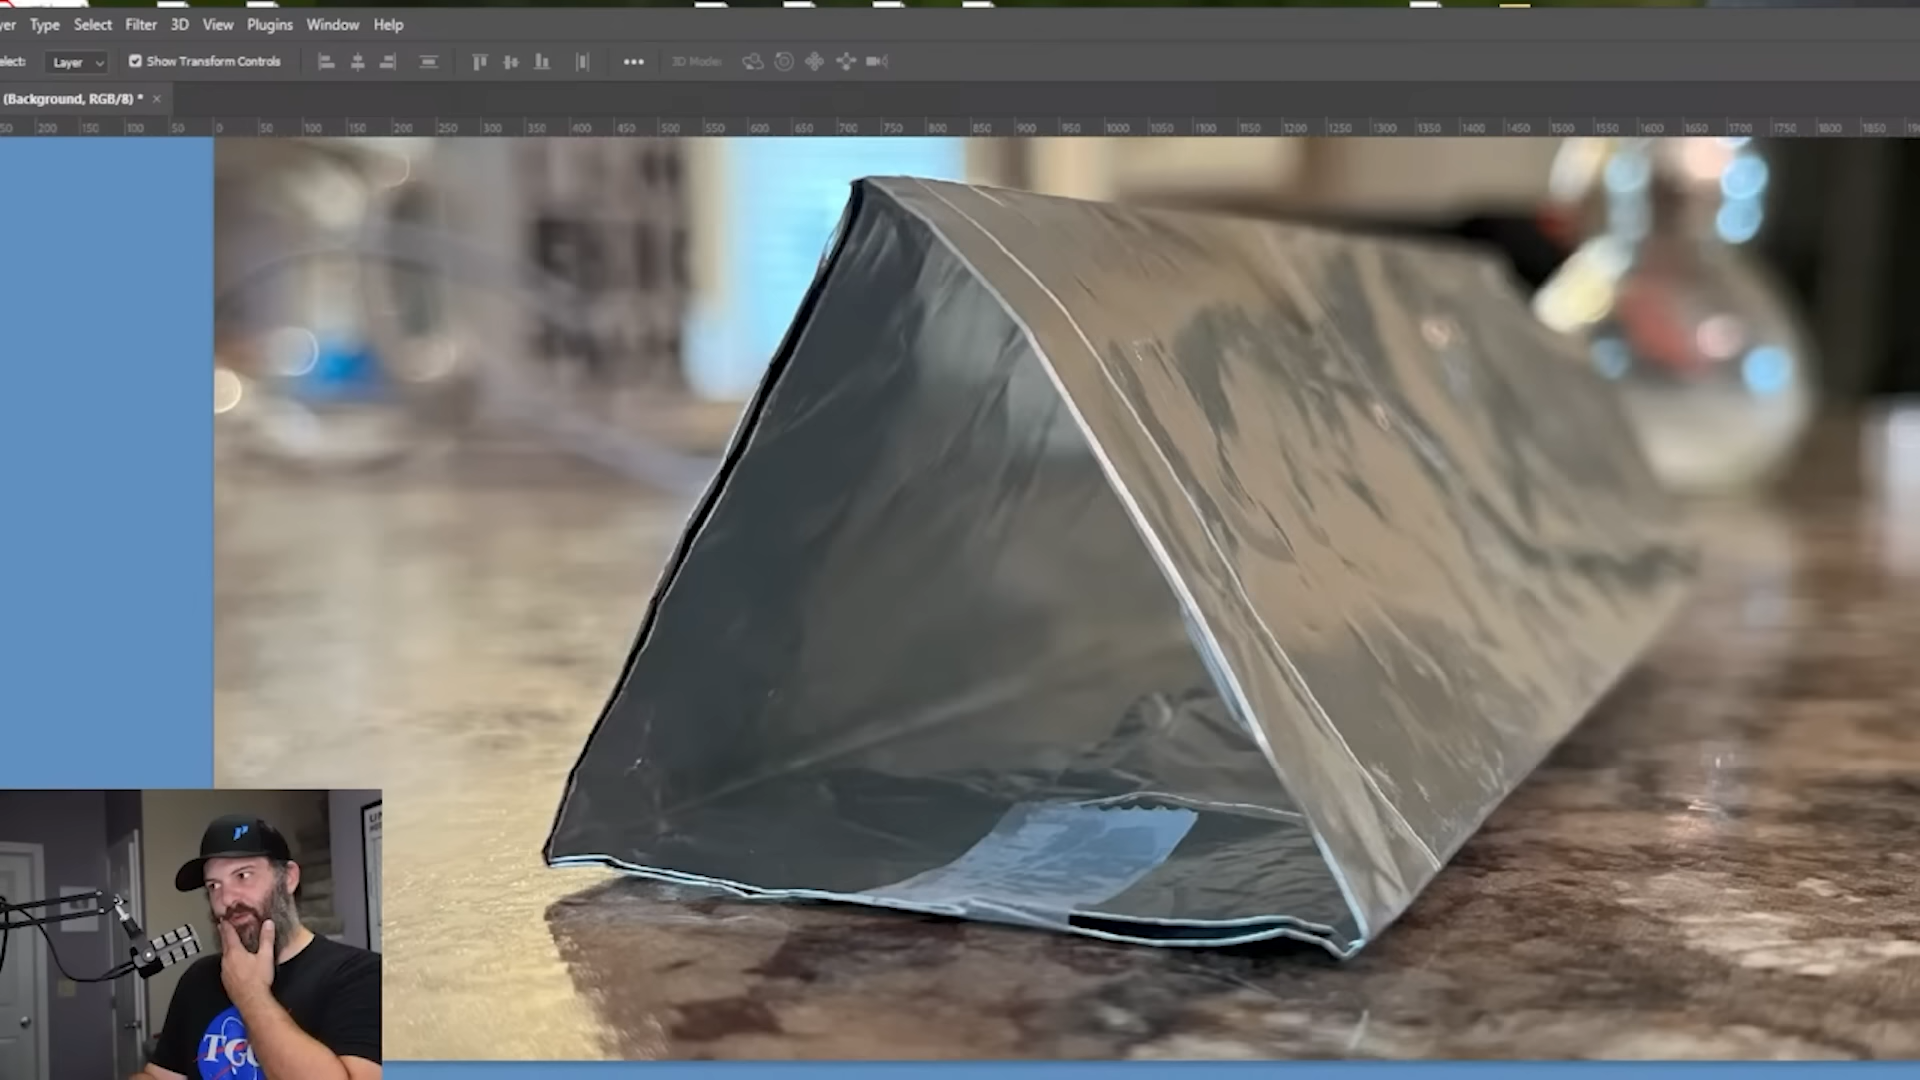 Type Select Filter 3D View Plugins Window Help
Layer Show Transform Controls 3D Mode:
(Background, RGB/8) *
200 150 100 50 0 50 100 150 200 250 300 350 400 450 500 550 600 650 700 750 800 850 900 950 1000 1050 1100 1150 1200 1250 1300 1350 1400 1450 1500 1550 1600 1650 1700 1750 1800 1850